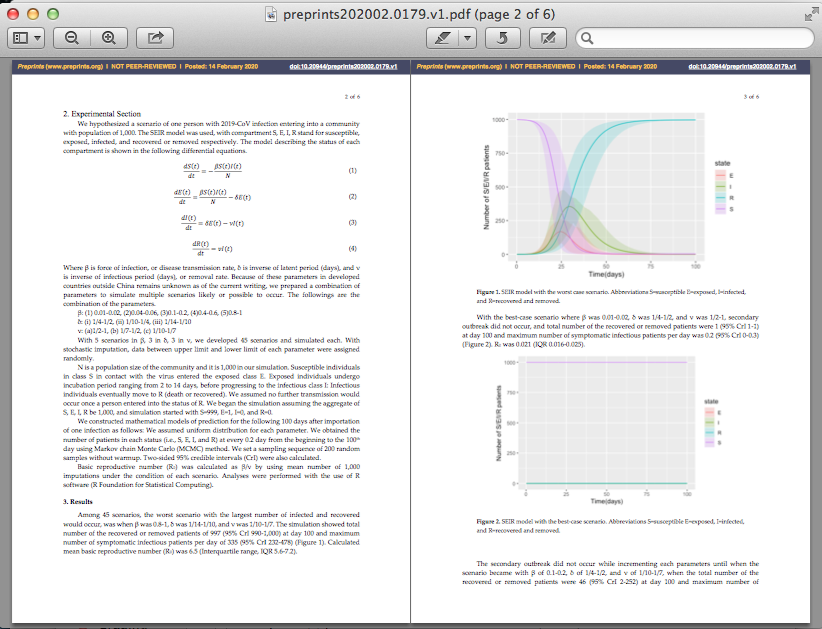 preprints202002.0179.v1.pdf (page 2 of 6)
Preprints (www.preprints.org) | NOT PEER-REVIEWED | Posted: 14 February 2020
doi:10.20944/preprints202002.0179.v1
2 of 6
2. Experimental Section
We hypothesized a scenario of one person with 2019-CoV infection entering into a community
with population of 1,000. The SEIR model was used, with compartment S, E, I, R stand for susceptible,
exposed, infected, and recovered or removed respectively. The model describing the status of each
compartment is shown in the following differential equations.
dS(t)/dt = - βS(t)I(t)/N (1)
dE(t)/dt = βS(t)I(t)/N - δE(t) (2)
dI(t)/dt = δE(t) - νI(t) (3)
dR(t)/dt = νI(t) (4)
Where β is force of infection, or disease transmission rate, δ is inverse of latent period (days), and ν
is inverse of infectious period (days), or removal rate. Because of these parameters in developed
countries outside China remains unknown as of the current writing, we prepared a combination of
parameters to simulate multiple scenarios likely or possible to occur. The followings are the
combination of the parameters.
β: (1) 0.01-0.02, (2)0.04-0.06, (3)0.1-0.2, (4)0.4-0.6, (5)0.8-1
δ: (i) 1/4-1/2, (ii) 1/10-1/4, (iii) 1/14-1/10
ν: (a)1/2-1, (b) 1/7-1/2, (c) 1/10-1/7
With 5 scenarios in β, 3 in δ, 3 in ν, we developed 45 scenarios and simulated each. With
stochastic imputation, data between upper limit and lower limit of each parameter were assigned
randomly.
N is a population size of the community and it is 1,000 in our simulation. Susceptible individuals
in class S in contact with the virus entered the exposed class E. Exposed individuals undergo
incubation period ranging from 2 to 14 days, before progressing to the infectious class I: Infectious
individuals eventually move to R (death or recovered). We assumed no further transmission would
occur once a person entered into the status of R. We began the simulation assuming the aggregate of
S, E, I, R be 1,000, and simulation started with S=999, E=1, I=0, and R=0.
We constructed mathematical models of prediction for the following 100 days after importation
of one infection as follows: We assumed uniform distribution for each parameter. We obtained the
number of patients in each status (i.e., S, E, I, and R) at every 0.2 day from the beginning to the 100th
day using Markov chain Monte Carlo (MCMC) method. We set a sampling sequence of 200 random
samples without warmup. Two-sided 95% credible intervals (CrI) were also calculated.
Basic reproductive number (R0) was calculated as β/ν by using mean number of 1,000
imputations under the condition of each scenario. Analyses were performed with the use of R
software (R Foundation for Statistical Computing).
3. Results
Among 45 scenarios, the worst scenario with the largest number of infected and recovered
would occur, was when β was 0.8-1, δ was 1/14-1/10, and ν was 1/10-1/7. The simulation showed total
number of the recovered or removed patients of 997 (95% CrI 990-1,000) at day 100 and maximum
number of symptomatic infectious patients per day of 335 (95% CrI 232-478) (Figure 1). Calculated
mean basic reproductive number (R0) was 6.5 (Interquartile range, IQR 5.6-7.2).
Preprints (www.preprints.org) | NOT PEER-REVIEWED | Posted: 14 February 2020
doi:10.20944/preprints202002.0179.v1
3 of 6
Number of S/E/I/R patients
1000
750
500
250
0
0 25 50 75 100
Time(days)
state
E
I
R
S
Figure 1. SEIR model with the worst case scenario. Abbreviations S=susceptible E=exposed, I=infected,
and R=recovered and removed.
With the best-case scenario where β was 0.01-0.02, δ was 1/4-1/2, and ν was 1/2-1, secondary
outbreak did not occur, and total number of the recovered or removed patients were 1 (95% CrI 1-1)
at day 100 and maximum number of symptomatic infectious patients per day was 0.2 (95% CrI 0-0.3)
(Figure 2). R0 was 0.021 (IQR 0.016-0.025).
Number of S/E/I/R patients
1000
750
500
250
0
0 25 50 75 100
Time(days)
state
E
I
R
S
Figure 2. SEIR model with the best-case scenario. Abbreviations S=susceptible E=exposed, I=infected,
and R=recovered and removed.
The secondary outbreak did not occur while incrementing each parameters until when the
scenario became with β of 0.1-0.2, δ of 1/4-1/2, and ν of 1/10-1/7, when the total number of the
recovered or removed patients were 46 (95% CrI 2-252) at day 100 and maximum number of